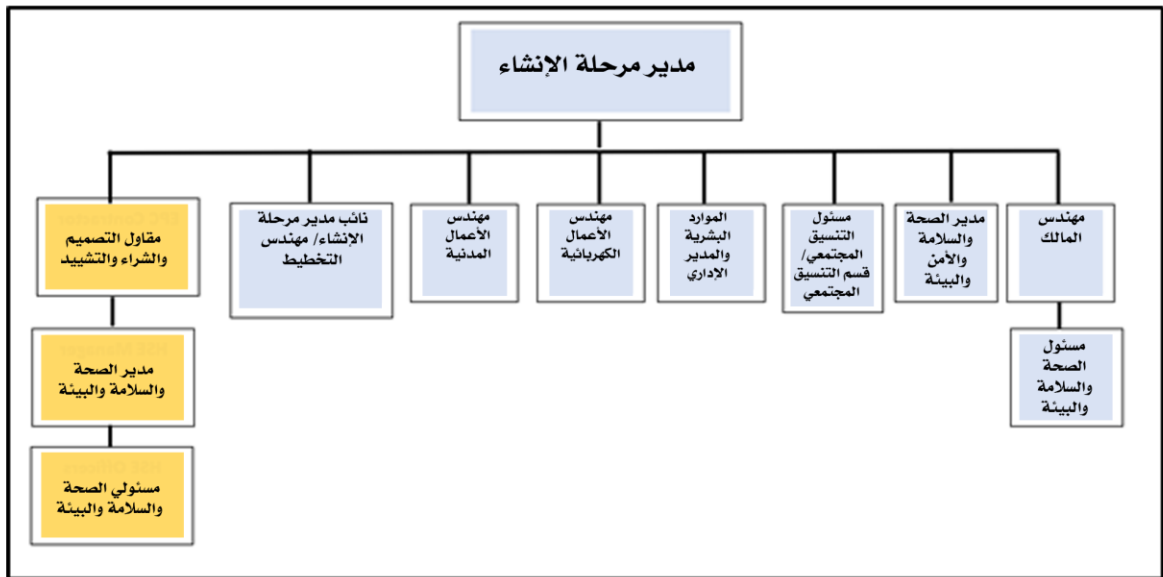 مدير مرحلة الإنشاء
مهندس
المالك
مدير الصحة
والسلامة
والأمن
والبيئة
مسئول
التنسيق
المجتمعي/
قسم التنسيق
المجتمعي
الموارد
البشرية
والمدير
الإداري
مهندس
الأعمال
الكهربائية
مهندس
الأعمال
المدنية
نائب مدير مرحلة
الإنشاء/ مهندس
التخطيط
مقاول التصميم
والشراء والتشييد
مسئول
الصحة
والسلامة
والبيئة
مدير الصحة
والسلامة والبيئة
مسئولي الصحة
والسلامة والبيئة